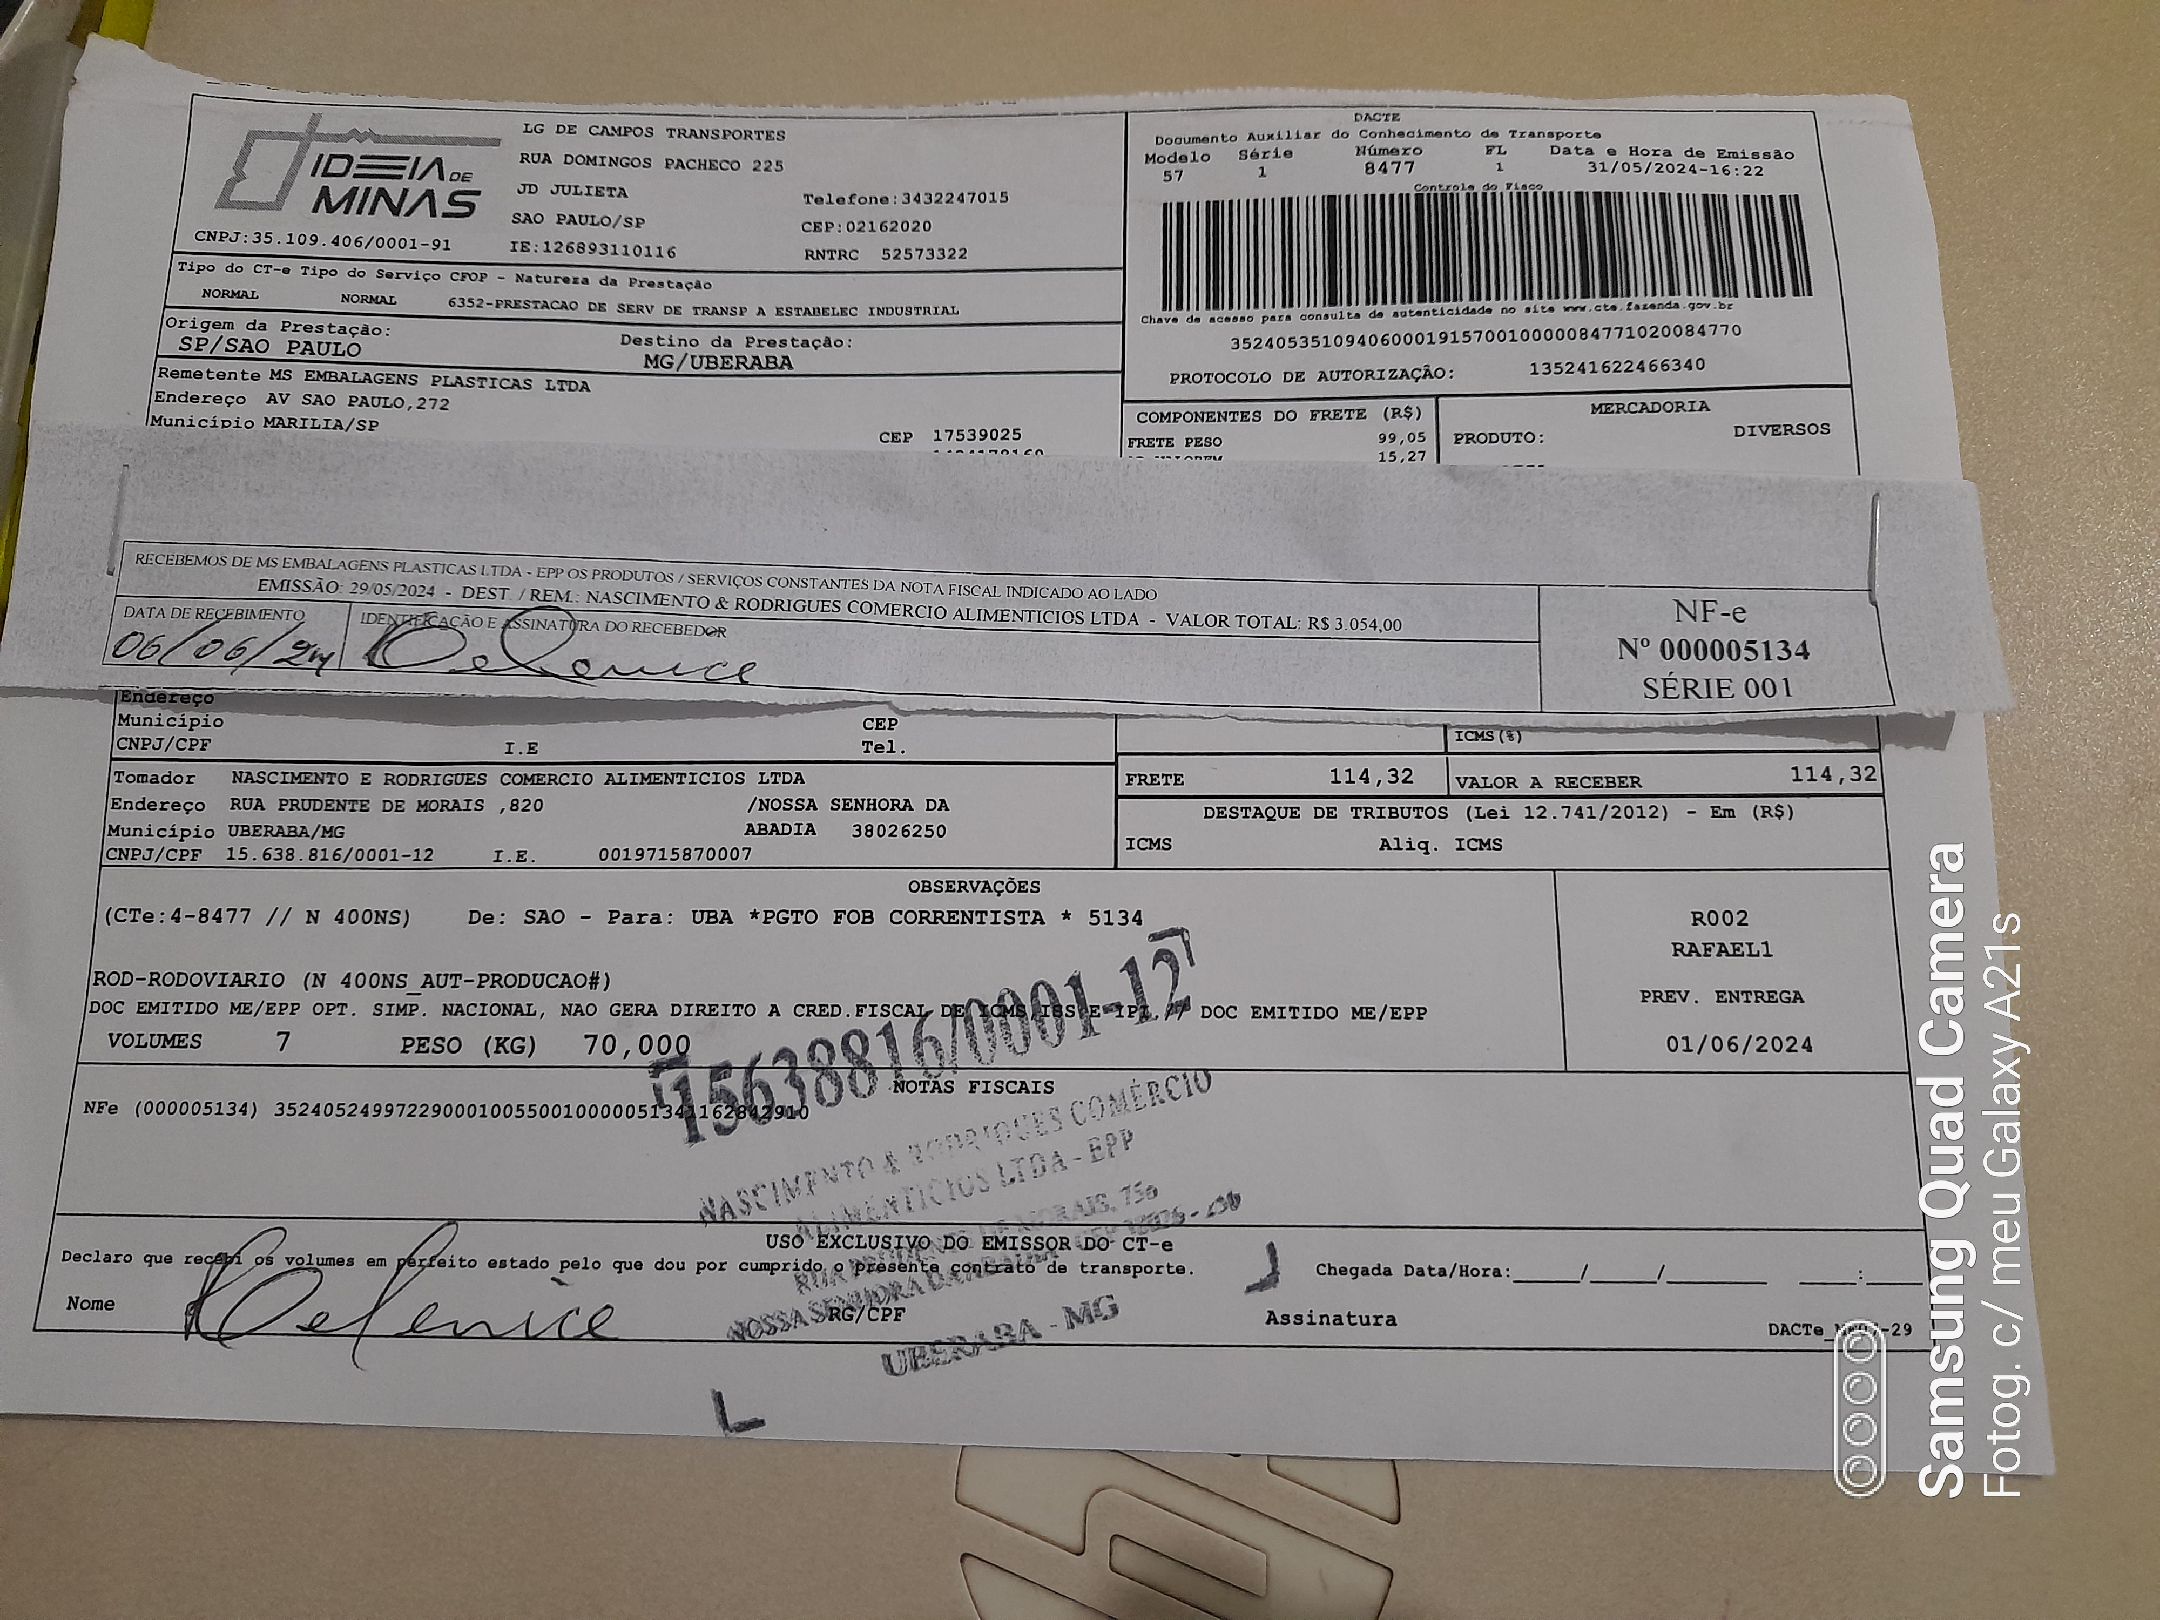 IDEIA DE
MINAS
CNPJ:35.109.406/0001-91
LG DE CAMPOS TRANSPORTES
RUA DOMINGOS PACHECO 225
JD JULIETA
SAO PAULO/SP
IE:126893110116
Telefone:3432247015
CEP:02162020
RNTRC 52573322
DACTE
Documento Auxiliar do Conhecimento de Transporte
Modelo Série Número FL Data e Hora de Emissão
57 1 8477 1 31/05/2024-16:22
Controle do Fisco
Chave de acesso para consulta de autenticidade no site www.cte.fazenda.gov.br
35240535109406000191570010000084771020084770
PROTOCOLO DE AUTORIZAÇÃO: 135241622466340
Tipo do CT-e Tipo do Serviço CFOP - Natureza da Prestação
NORMAL NORMAL 6352-PRESTACAO DE SERV DE TRANSP A ESTABELEC INDUSTRIAL
Origem da Prestação: Destino da Prestação:
SP/SAO PAULO MG/UBERABA
Remetente MS EMBALAGENS PLASTICAS LTDA
Endereço AV SAO PAULO,272
Município MARILIA/SP CEP 17539025
COMPONENTES DO FRETE (R$)
FRETE PESO 99,05
15,27
MERCADORIA
PRODUTO: DIVERSOS
RECEBEMOS DE MS EMBALAGENS PLASTICAS LTDA - EPP OS PRODUTOS / SERVIÇOS CONSTANTES DA NOTA FISCAL INDICADO AO LADO
EMISSÃO: 29/05/2024 - DEST. / REM.: NASCIMENTO & RODRIGUES COMERCIO ALIMENTICIOS LTDA - VALOR TOTAL: R$ 3.054,00
DATA DE RECEBIMENTO IDENTIFICAÇÃO E ASSINATURA DO RECEBEDOR
06/06/24
NF-e
Nº 000005134
SÉRIE 001
Endereço
Município CEP
CNPJ/CPF I.E Tel.
ICMS(%)
Tomador NASCIMENTO E RODRIGUES COMERCIO ALIMENTICIOS LTDA
Endereço RUA PRUDENTE DE MORAIS ,820 /NOSSA SENHORA DA
Município UBERABA/MG ABADIA 38026250
CNPJ/CPF 15.638.816/0001-12 I.E. 0019715870007
FRETE 114,32 VALOR A RECEBER 114,32
DESTAQUE DE TRIBUTOS (Lei 12.741/2012) - Em (R$)
ICMS Aliq. ICMS
OBSERVAÇÕES
(CTe:4-8477 // N 400NS) De: SAO - Para: UBA *PGTO FOB CORRENTISTA * 5134
ROD-RODOVIARIO (N 400NS_AUT-PRODUCAO#)
DOC EMITIDO ME/EPP OPT. SIMP. NACIONAL, NAO GERA DIREITO A CRED.FISCAL DE ICMS/ISS E IPI // DOC EMITIDO ME/EPP
VOLUMES 7 PESO (KG) 70,000
R002
RAFAEL1
PREV. ENTREGA
01/06/2024
15638816/0001-12
NASCIMENTO & RODRIGUES COMÉRCIO
ALIMENTICIOS LTDA - EPP
UBERABA - MG
NOTAS FISCAIS
NFe (000005134)
USO EXCLUSIVO DO EMISSOR DO CT-e
Declaro que recebi os volumes em perfeito estado pelo que dou por cumprido o presente contrato de transporte.
Chegada Data/Hora:_____/_____/_______ ____:____
Nome RG/CPF Assinatura
Samsung Quad Camera
Fotog. c/ meu Galaxy A21s